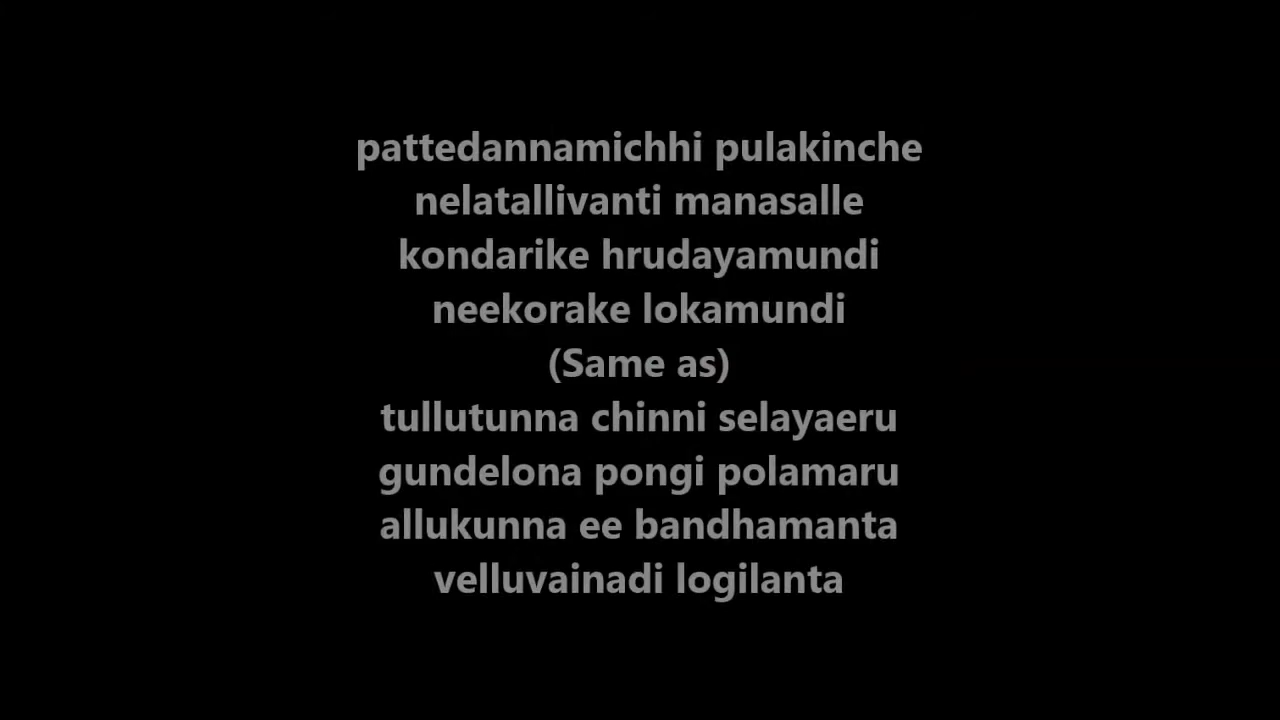 pattedannamichhi pulakinche
nelatallivanti manasalle
kondarike hrudayamundi
neekorake lokamundi
(Same as)
tullutunna chinni selayaeru
gundelona pongi polamaru
allukunna ee bandhamanta
velluvainadi logilanta